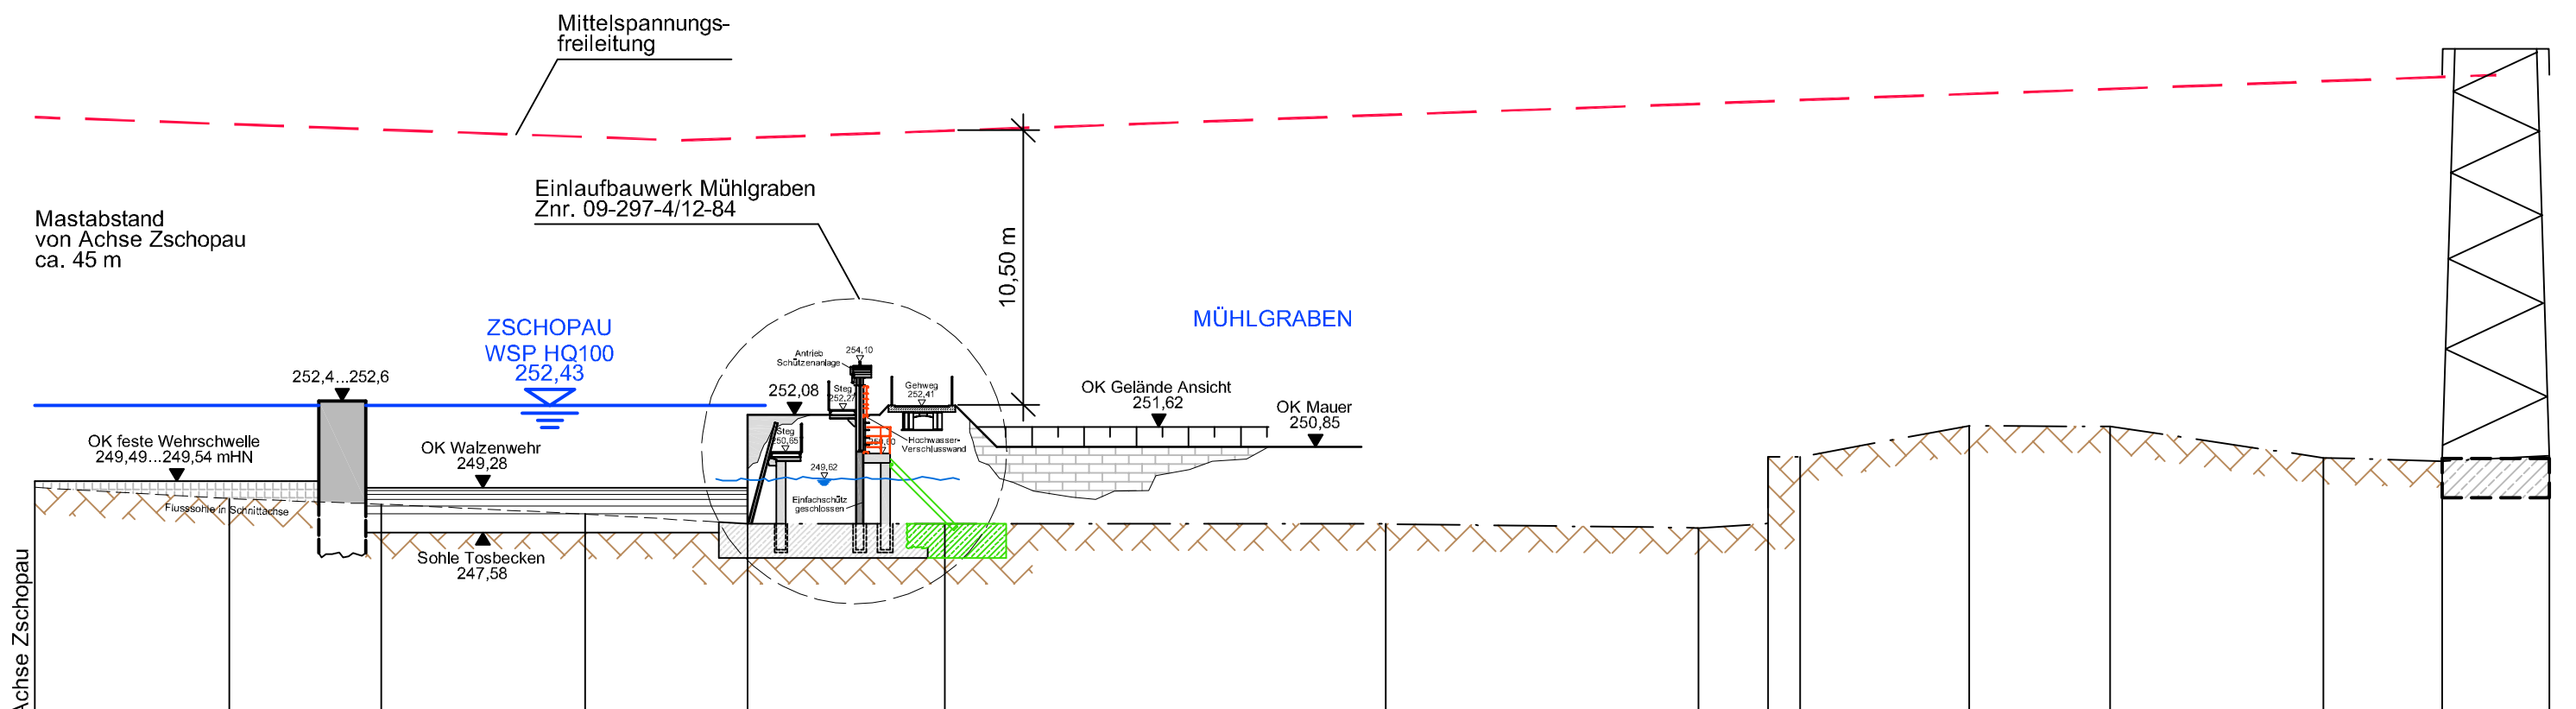 Mittelspannungs-
freileitung
Einlaufbauwerk Mühlgraben
Znr. 09-297-4/12-84
Mastabstand
von Achse Zschopau
ca. 45 m
10,50 m
ZSCHOPAU
WSP HQ100
252,43
MÜHLGRABEN
252,4...252,6
Antrieb
Schützenanlage
254,10
252,08
Steg
252,27
Gehweg
252,41
OK Gelände Ansicht
251,62
OK Mauer
250,85
OK feste Wehrschwelle
249,49...249,54 mHN
OK Walzenwehr
249,28
Steg
250,65
Hochwasser-
Verschlusswand
249,62
Einfachschütz
geschlossen
Flusssohle in Schnittachse
Sohle Tosbecken
247,58
Achse Zschopau